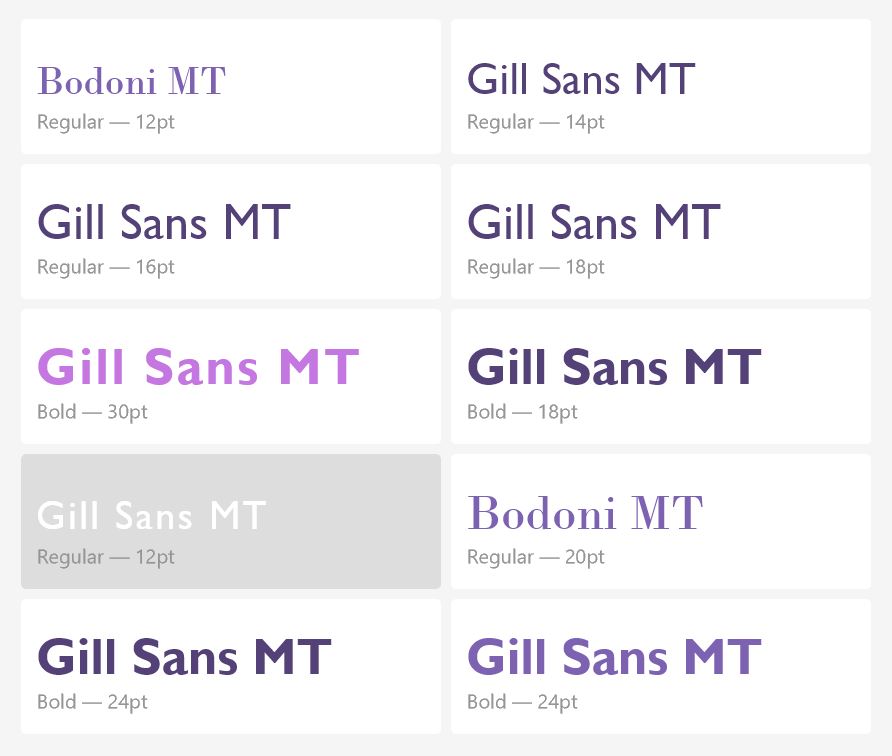 Bodoni MT
Regular — 12pt
Gill Sans MT
Regular — 14pt
Gill Sans MT
Regular — 16pt
Gill Sans MT
Regular — 18pt
Gill Sans MT
Bold — 30pt
Gill Sans MT
Bold — 18pt
Gill Sans MT
Regular — 12pt
Bodoni MT
Regular — 20pt
Gill Sans MT
Bold — 24pt
Gill Sans MT
Bold — 24pt